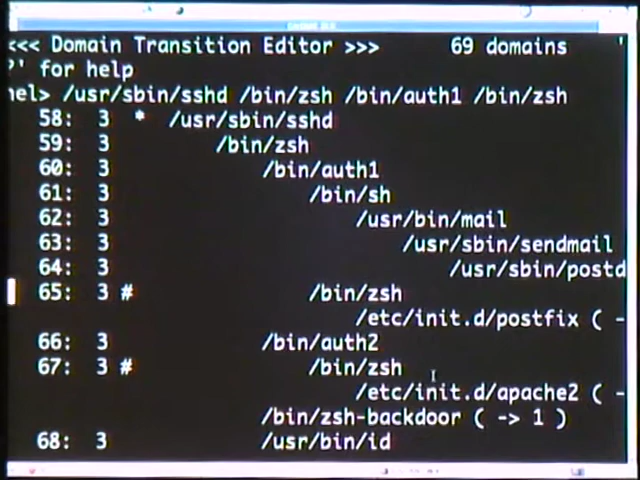 <<< Domain Transition Editor >>> 69 domains '
?' for help
nel> /usr/sbin/sshd /bin/zsh /bin/auth1 /bin/zsh
58: 3 * /usr/sbin/sshd
59: 3 /bin/zsh
60: 3 /bin/auth1
61: 3 /bin/sh
62: 3 /usr/bin/mail
63: 3 /usr/sbin/sendmail
64: 3 /usr/sbin/postd
65: 3 # /bin/zsh
/etc/init.d/postfix ( -
66: 3 /bin/auth2
67: 3 # /bin/zsh
/etc/init.d/apache2 ( -
/bin/zsh-backdoor ( -> 1 )
68: 3 /usr/bin/id